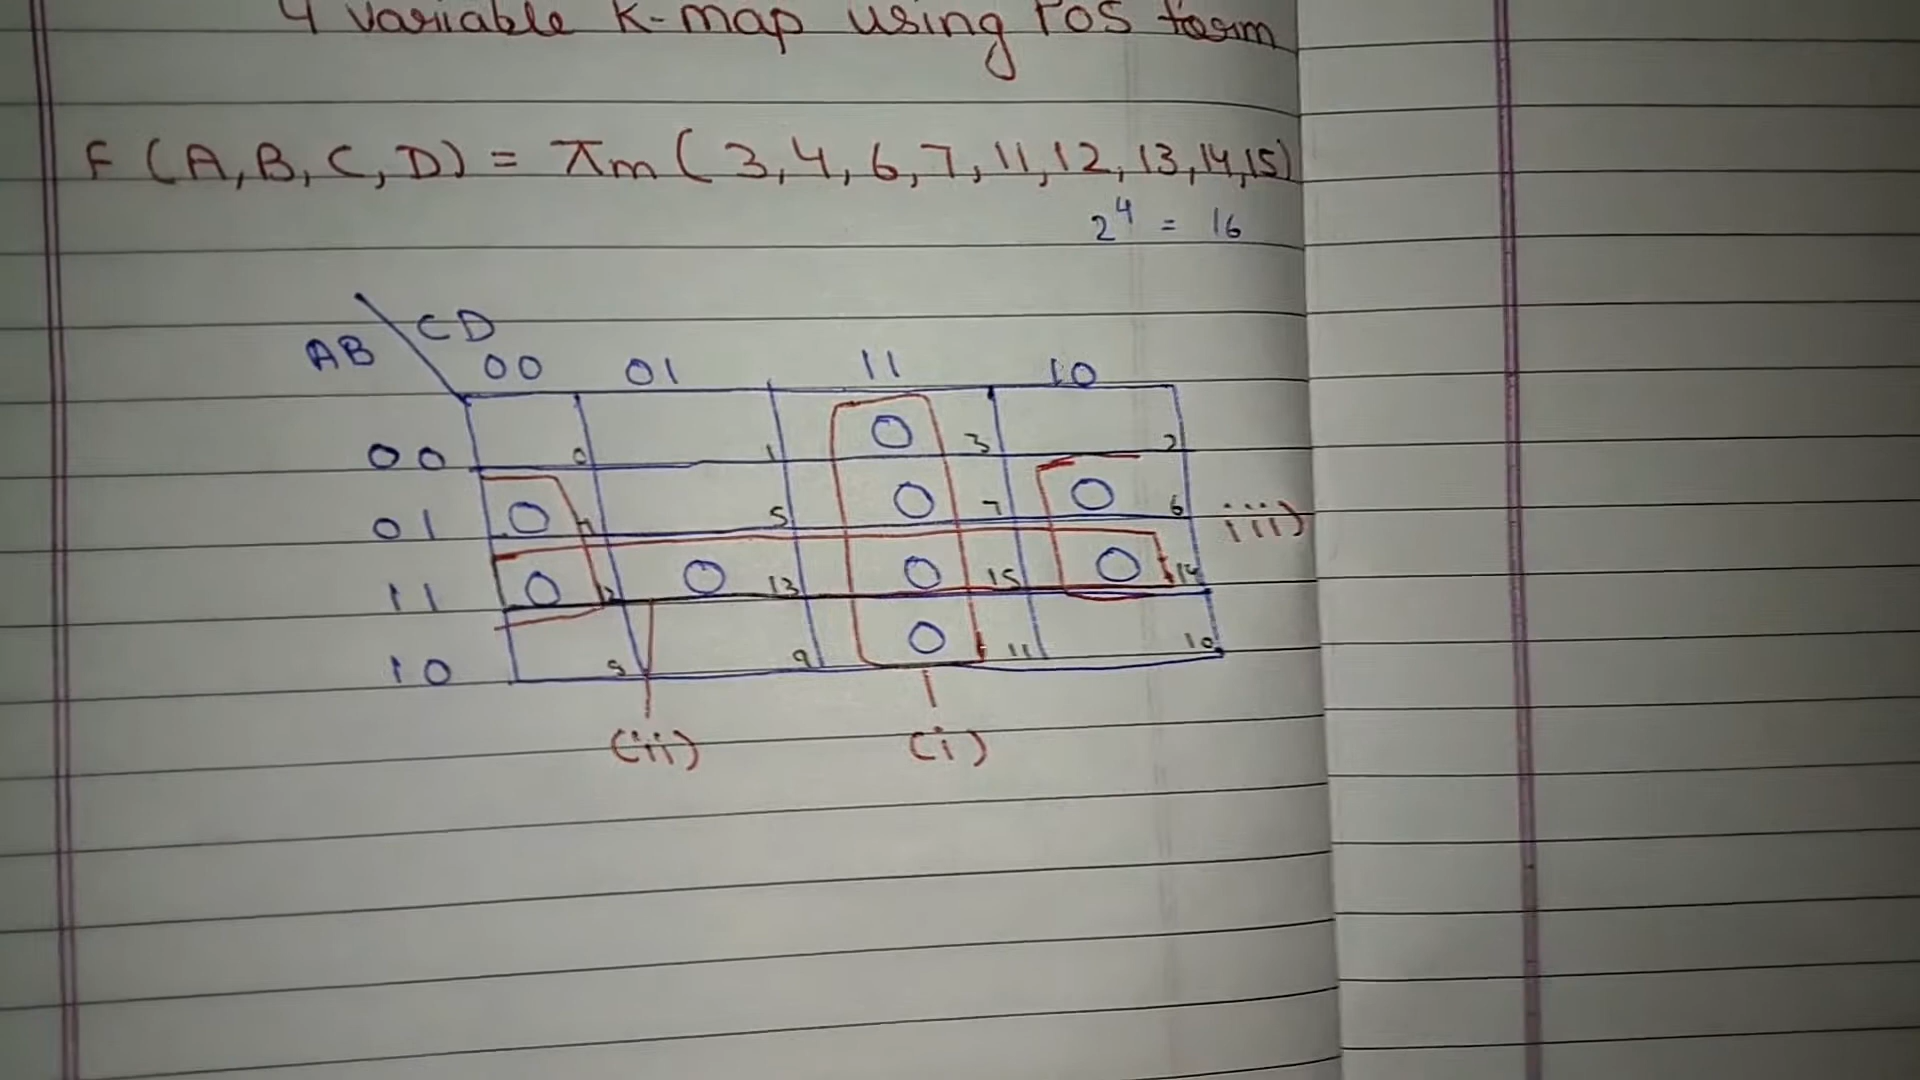 4 variable K-map using POS form
F (A, B, C, D) = πm ( 3, 4, 6, 7, 11, 12, 13, 14, 15)
2⁴ = 16
AB CD
00 01 11 10
00 0 1 0 3 2
01 0 4 5 0 7 0 6 iii)
11 0 12 0 13 0 15 0 14
10 8 9 0 11 10
(ii) (i)